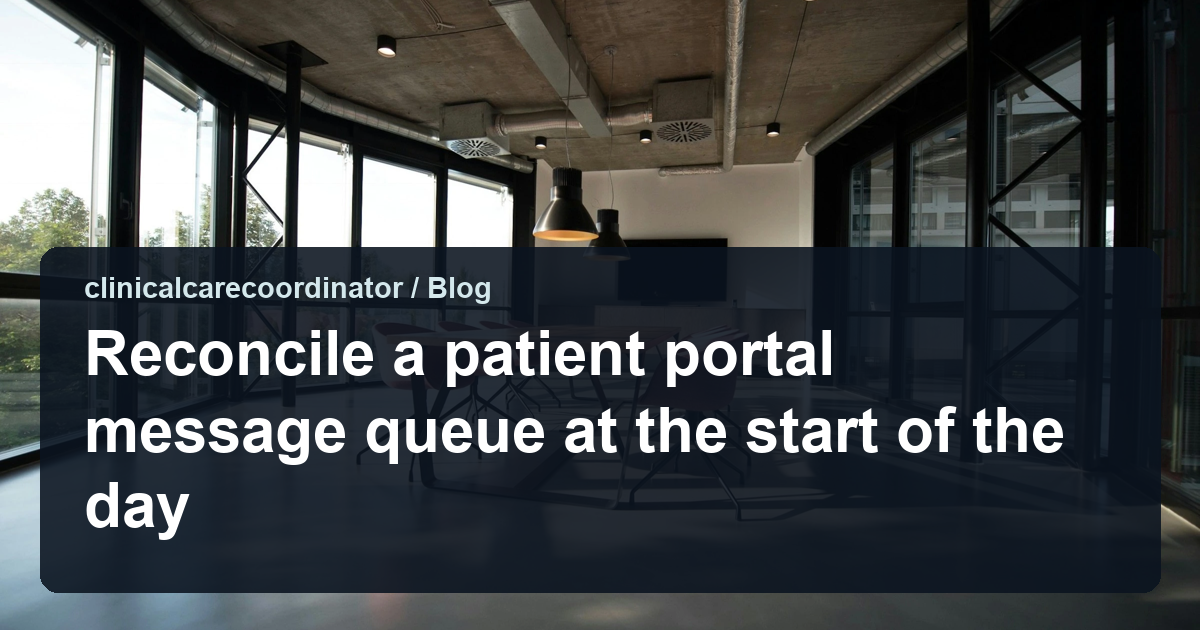 clinicalcarecoordinator / Blog
Reconcile a patient portal
message queue at the start of the
day